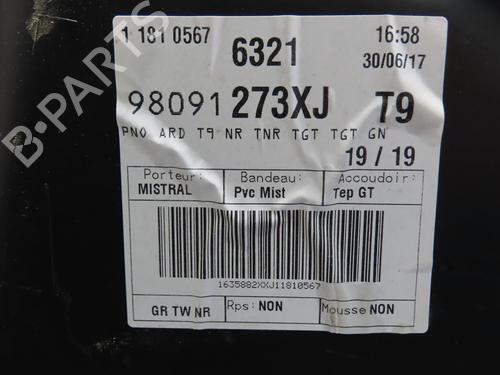 1 181 0567 6321 16:58
30/06/17
98091 273XJ T9
PNO ARD T9 NR TNR TGT TGT GN
19 / 19
Porteur: Bandeau: Accoudoir:
MISTRAL Pvc Mist Tep GT
1635882XXJ11810567
GR TW NR Rps: NON Mousse NON
B-PARTS